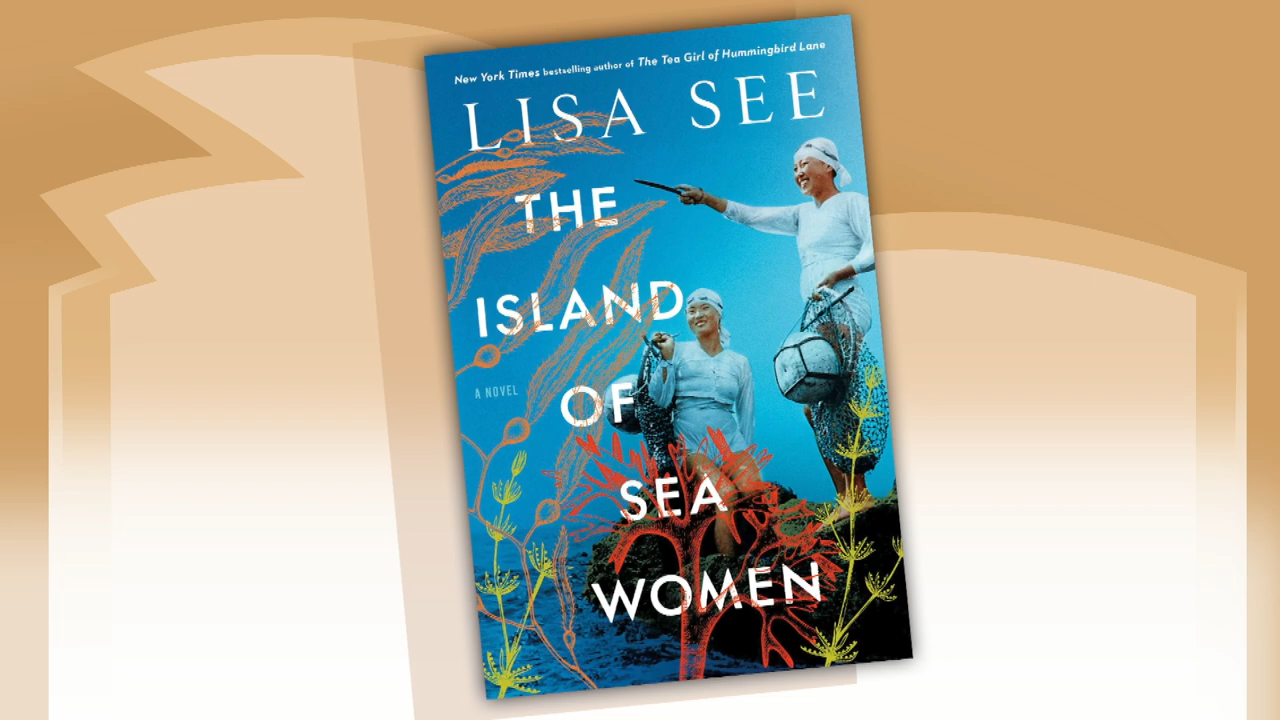 New York Times bestselling author of The Tea Girl of Hummingbird Lane
LISA SEE
THE
ISLAND
A NOVEL
OF
SEA
WOMEN